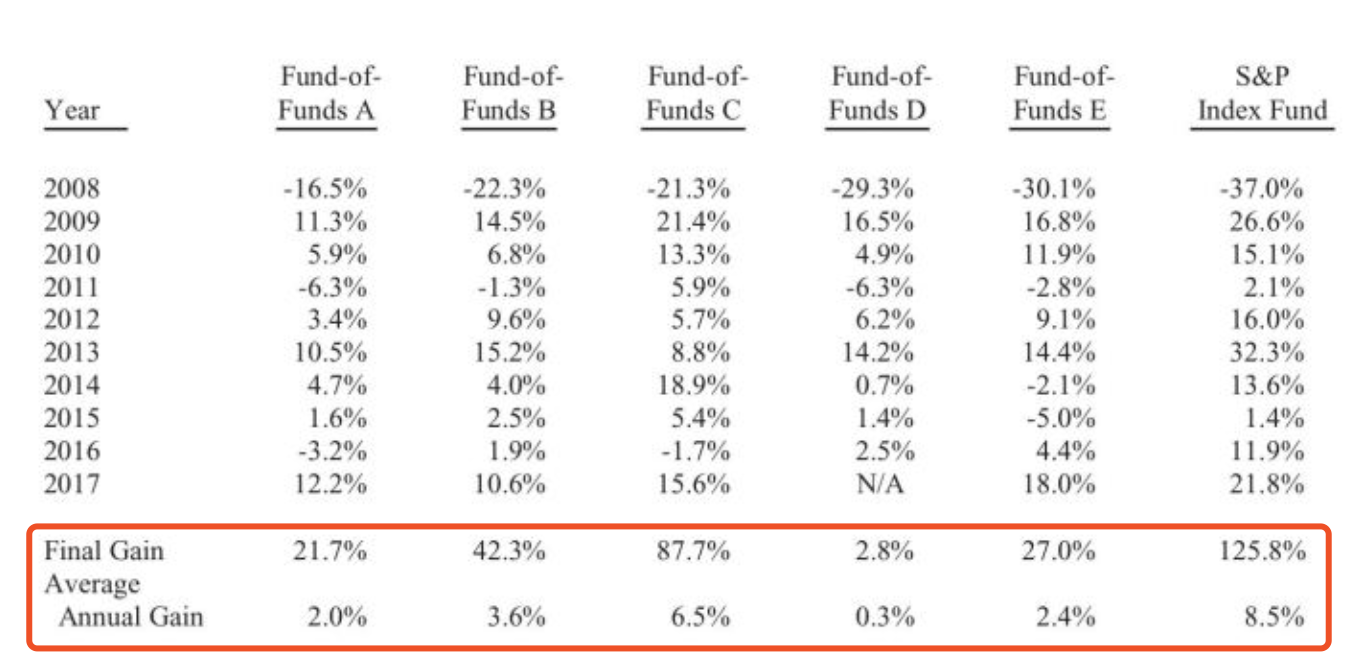 Fund-of- Fund-of- Fund-of- Fund-of- Fund-of- S&P
Year Funds A Funds B Funds C Funds D Funds E Index Fund
2008 -16.5% -22.3% -21.3% -29.3% -30.1% -37.0%
2009 11.3% 14.5% 21.4% 16.5% 16.8% 26.6%
2010 5.9% 6.8% 13.3% 4.9% 11.9% 15.1%
2011 -6.3% -1.3% 5.9% -6.3% -2.8% 2.1%
2012 3.4% 9.6% 5.7% 6.2% 9.1% 16.0%
2013 10.5% 15.2% 8.8% 14.2% 14.4% 32.3%
2014 4.7% 4.0% 18.9% 0.7% -2.1% 13.6%
2015 1.6% 2.5% 5.4% 1.4% -5.0% 1.4%
2016 -3.2% 1.9% -1.7% 2.5% 4.4% 11.9%
2017 12.2% 10.6% 15.6% N/A 18.0% 21.8%
Final Gain 21.7% 42.3% 87.7% 2.8% 27.0% 125.8%
Average
Annual Gain 2.0% 3.6% 6.5% 0.3% 2.4% 8.5%